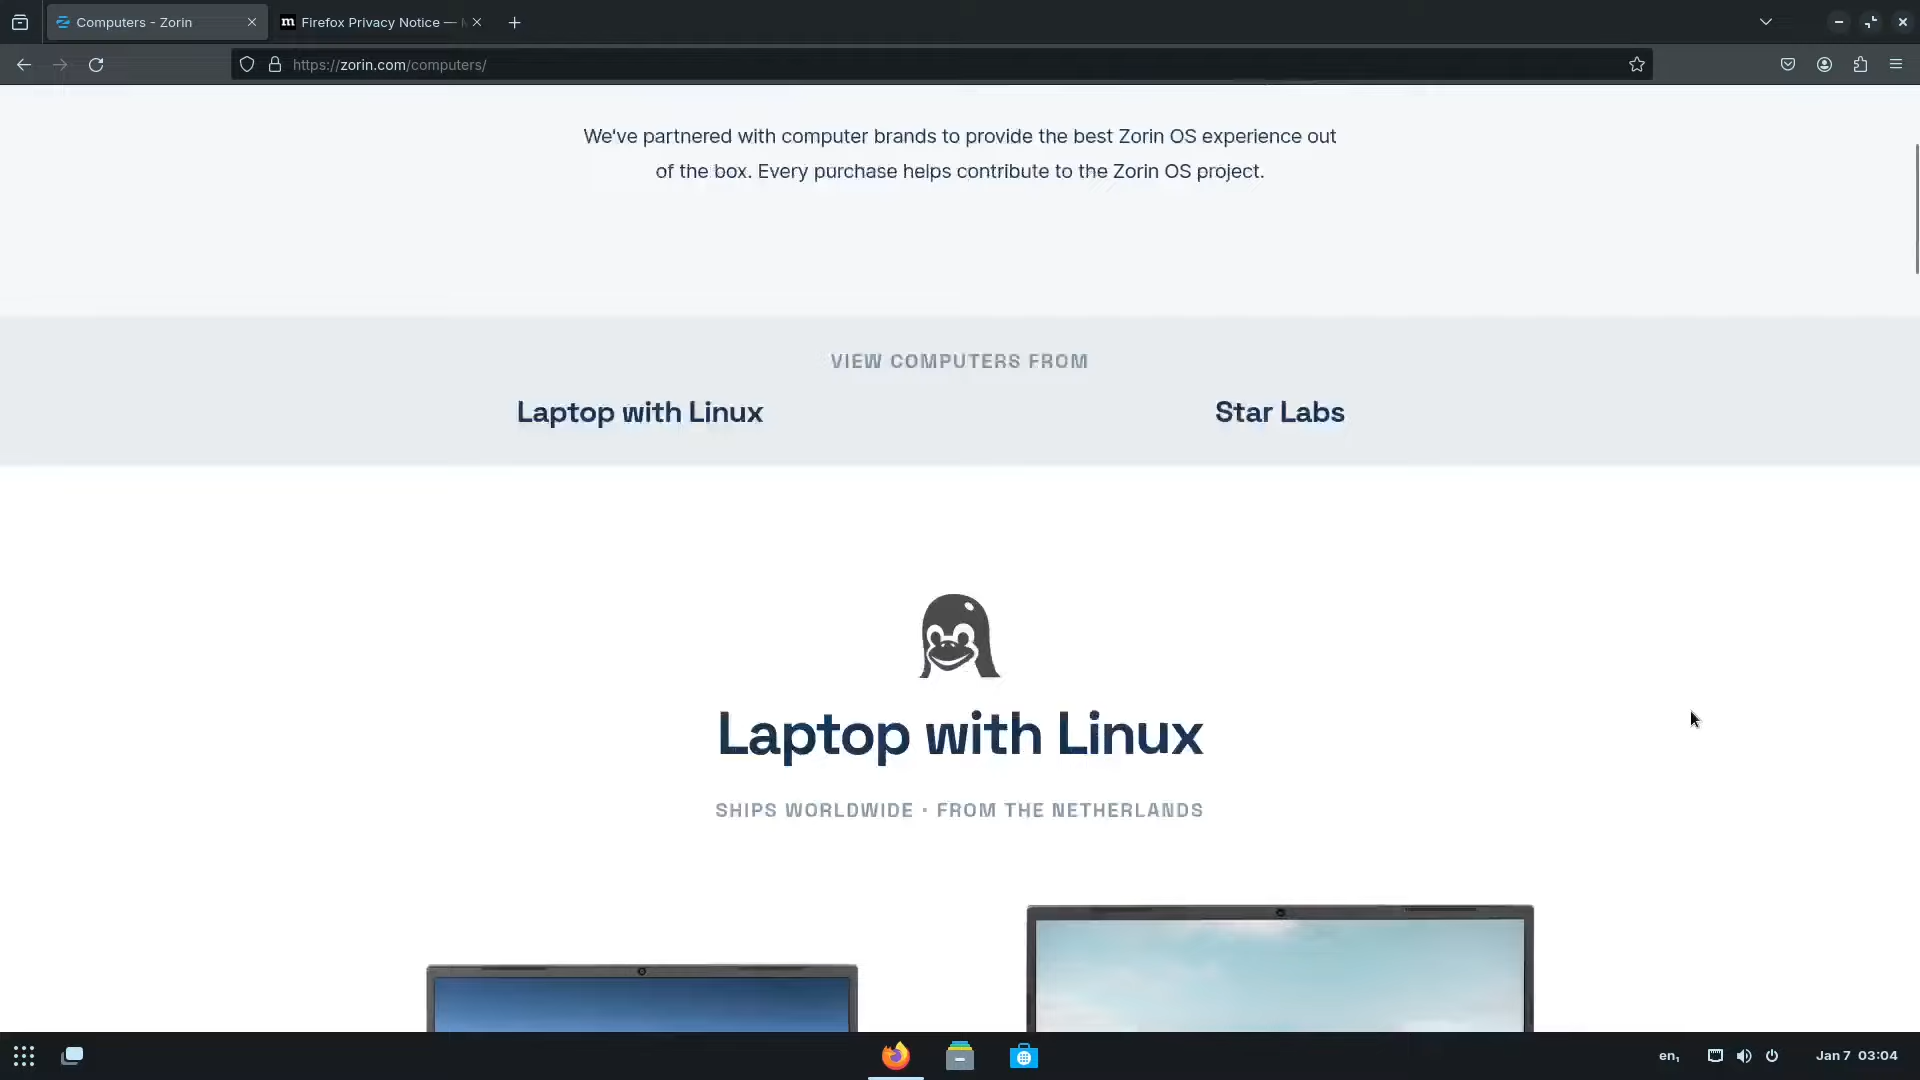 Computers - Zorin
Firefox Privacy Notice —
https://zorin.com/computers/
We've partnered with computer brands to provide the best Zorin OS experience out
of the box. Every purchase helps contribute to the Zorin OS project.
VIEW COMPUTERS FROM
Laptop with Linux
Star Labs
Laptop with Linux
SHIPS WORLDWIDE · FROM THE NETHERLANDS
en₁
Jan 7 03:04